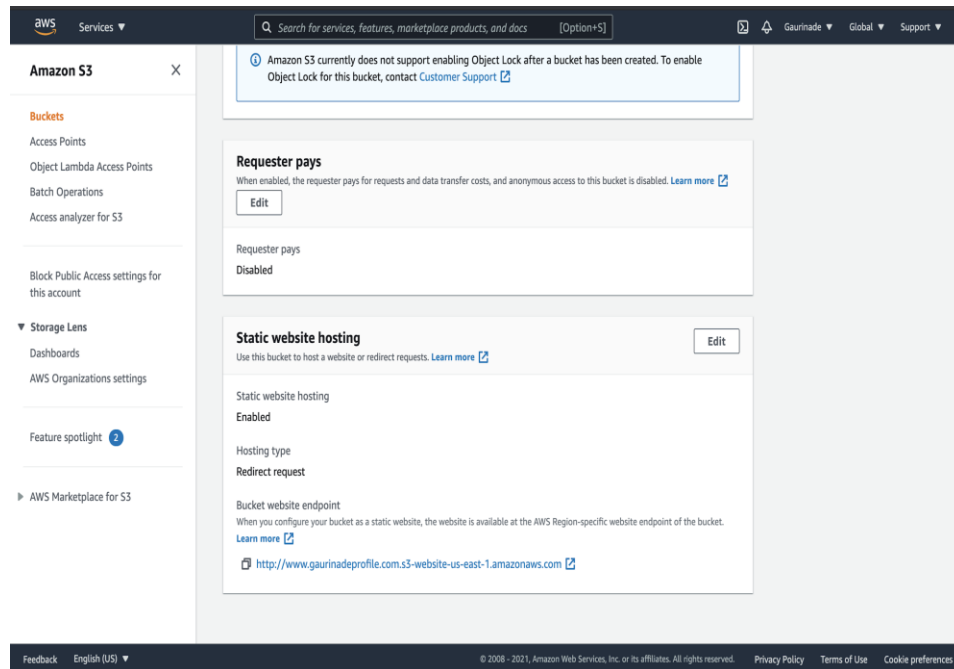 aws
Services ▼
Search for services, features, marketplace products, and docs [Option+S]
Gaurinade ▼
Global ▼
Support ▼
Amazon S3
Buckets
Access Points
Object Lambda Access Points
Batch Operations
Access analyzer for S3
Block Public Access settings for
this account
▼ Storage Lens
Dashboards
AWS Organizations settings
Feature spotlight 2
▶ AWS Marketplace for S3
Amazon S3 currently does not support enabling Object Lock after a bucket has been created. To enable
Object Lock for this bucket, contact Customer Support
Requester pays
When enabled, the requester pays for requests and data transfer costs, and anonymous access to this bucket is disabled. Learn more
Edit
Requester pays
Disabled
Static website hosting
Use this bucket to host a website or redirect requests. Learn more
Edit
Static website hosting
Enabled
Hosting type
Redirect request
Bucket website endpoint
When you configure your bucket as a static website, the website is available at the AWS Region-specific website endpoint of the bucket.
Learn more
http://www.gaurinadeprofile.com.s3-website-us-east-1.amazonaws.com
Feedback
English (US) ▼
© 2008 - 2021, Amazon Web Services, Inc. or its affiliates. All rights reserved.
Privacy Policy
Terms of Use
Cookie preferences